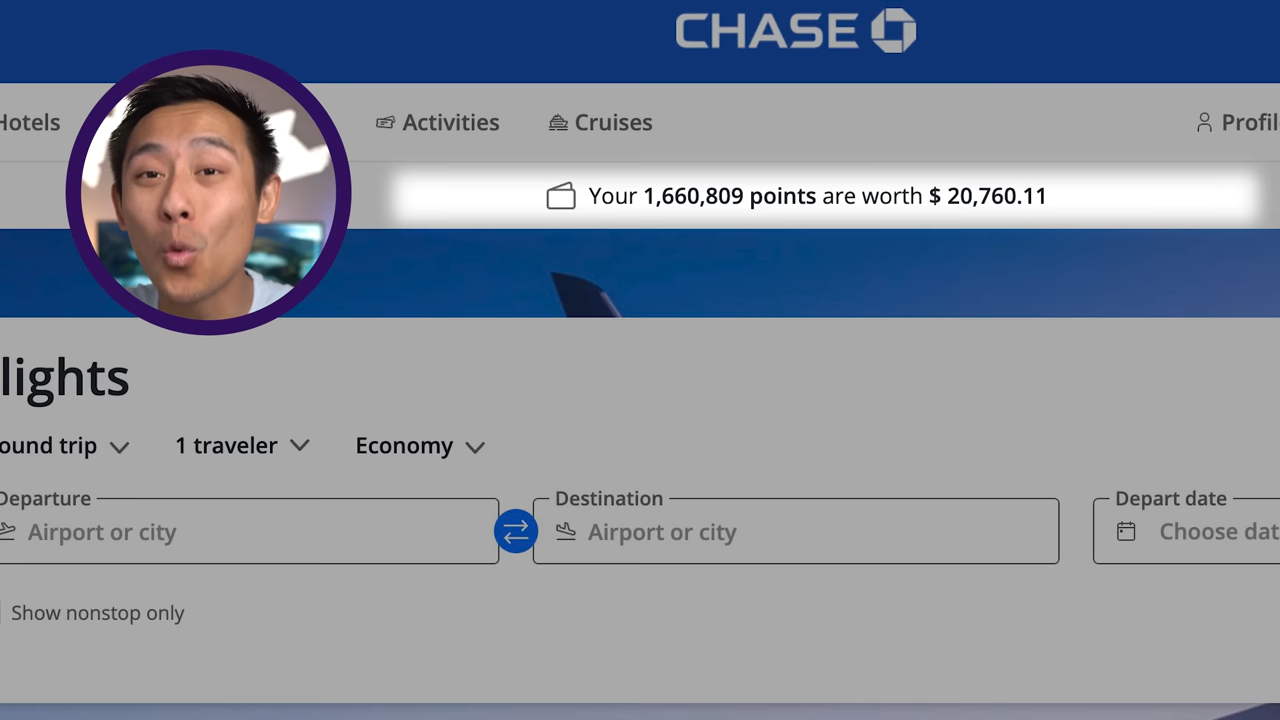 CHASE
Hotels
Activities
Cruises
Profil
Your 1,660,809 points are worth $ 20,760.11
lights
ound trip
1 traveler
Economy
Departure
Destination
Depart date
Airport or city
Airport or city
Choose dat
Show nonstop only